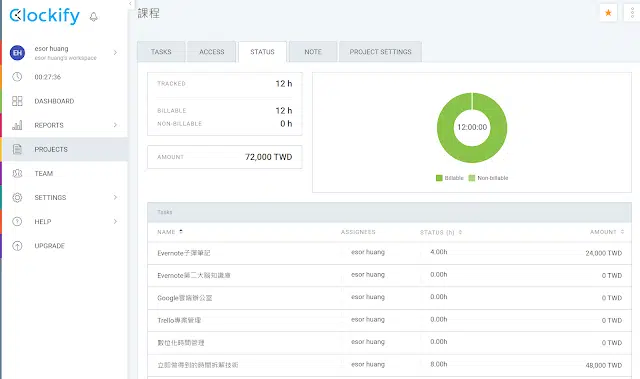 Clockify
課程
EH
esor huang
esor huang's workspace
00:27:36
DASHBOARD
REPORTS
PROJECTS
TEAM
SETTINGS
HELP
UPGRADE
TASKS ACCESS STATUS NOTE PROJECT SETTINGS
TRACKED 12 h
BILLABLE 12 h
NON-BILLABLE 0 h
AMOUNT 72,000 TWD
12:00:00
Billable Non-billable
Tasks
NAME ASSIGNEES STATUS (h) AMOUNT
Evernote子彈筆記 esor huang 4.00h 24,000 TWD
Evernote第二大腦知識庫 esor huang 0.00h 0 TWD
Google雲端辦公室 esor huang 0.00h 0 TWD
Trello專案管理 esor huang 0.00h 0 TWD
數位化時間管理 esor huang 0.00h 0 TWD
立即做得到的時間拆解技術 esor huang 8.00h 48,000 TWD